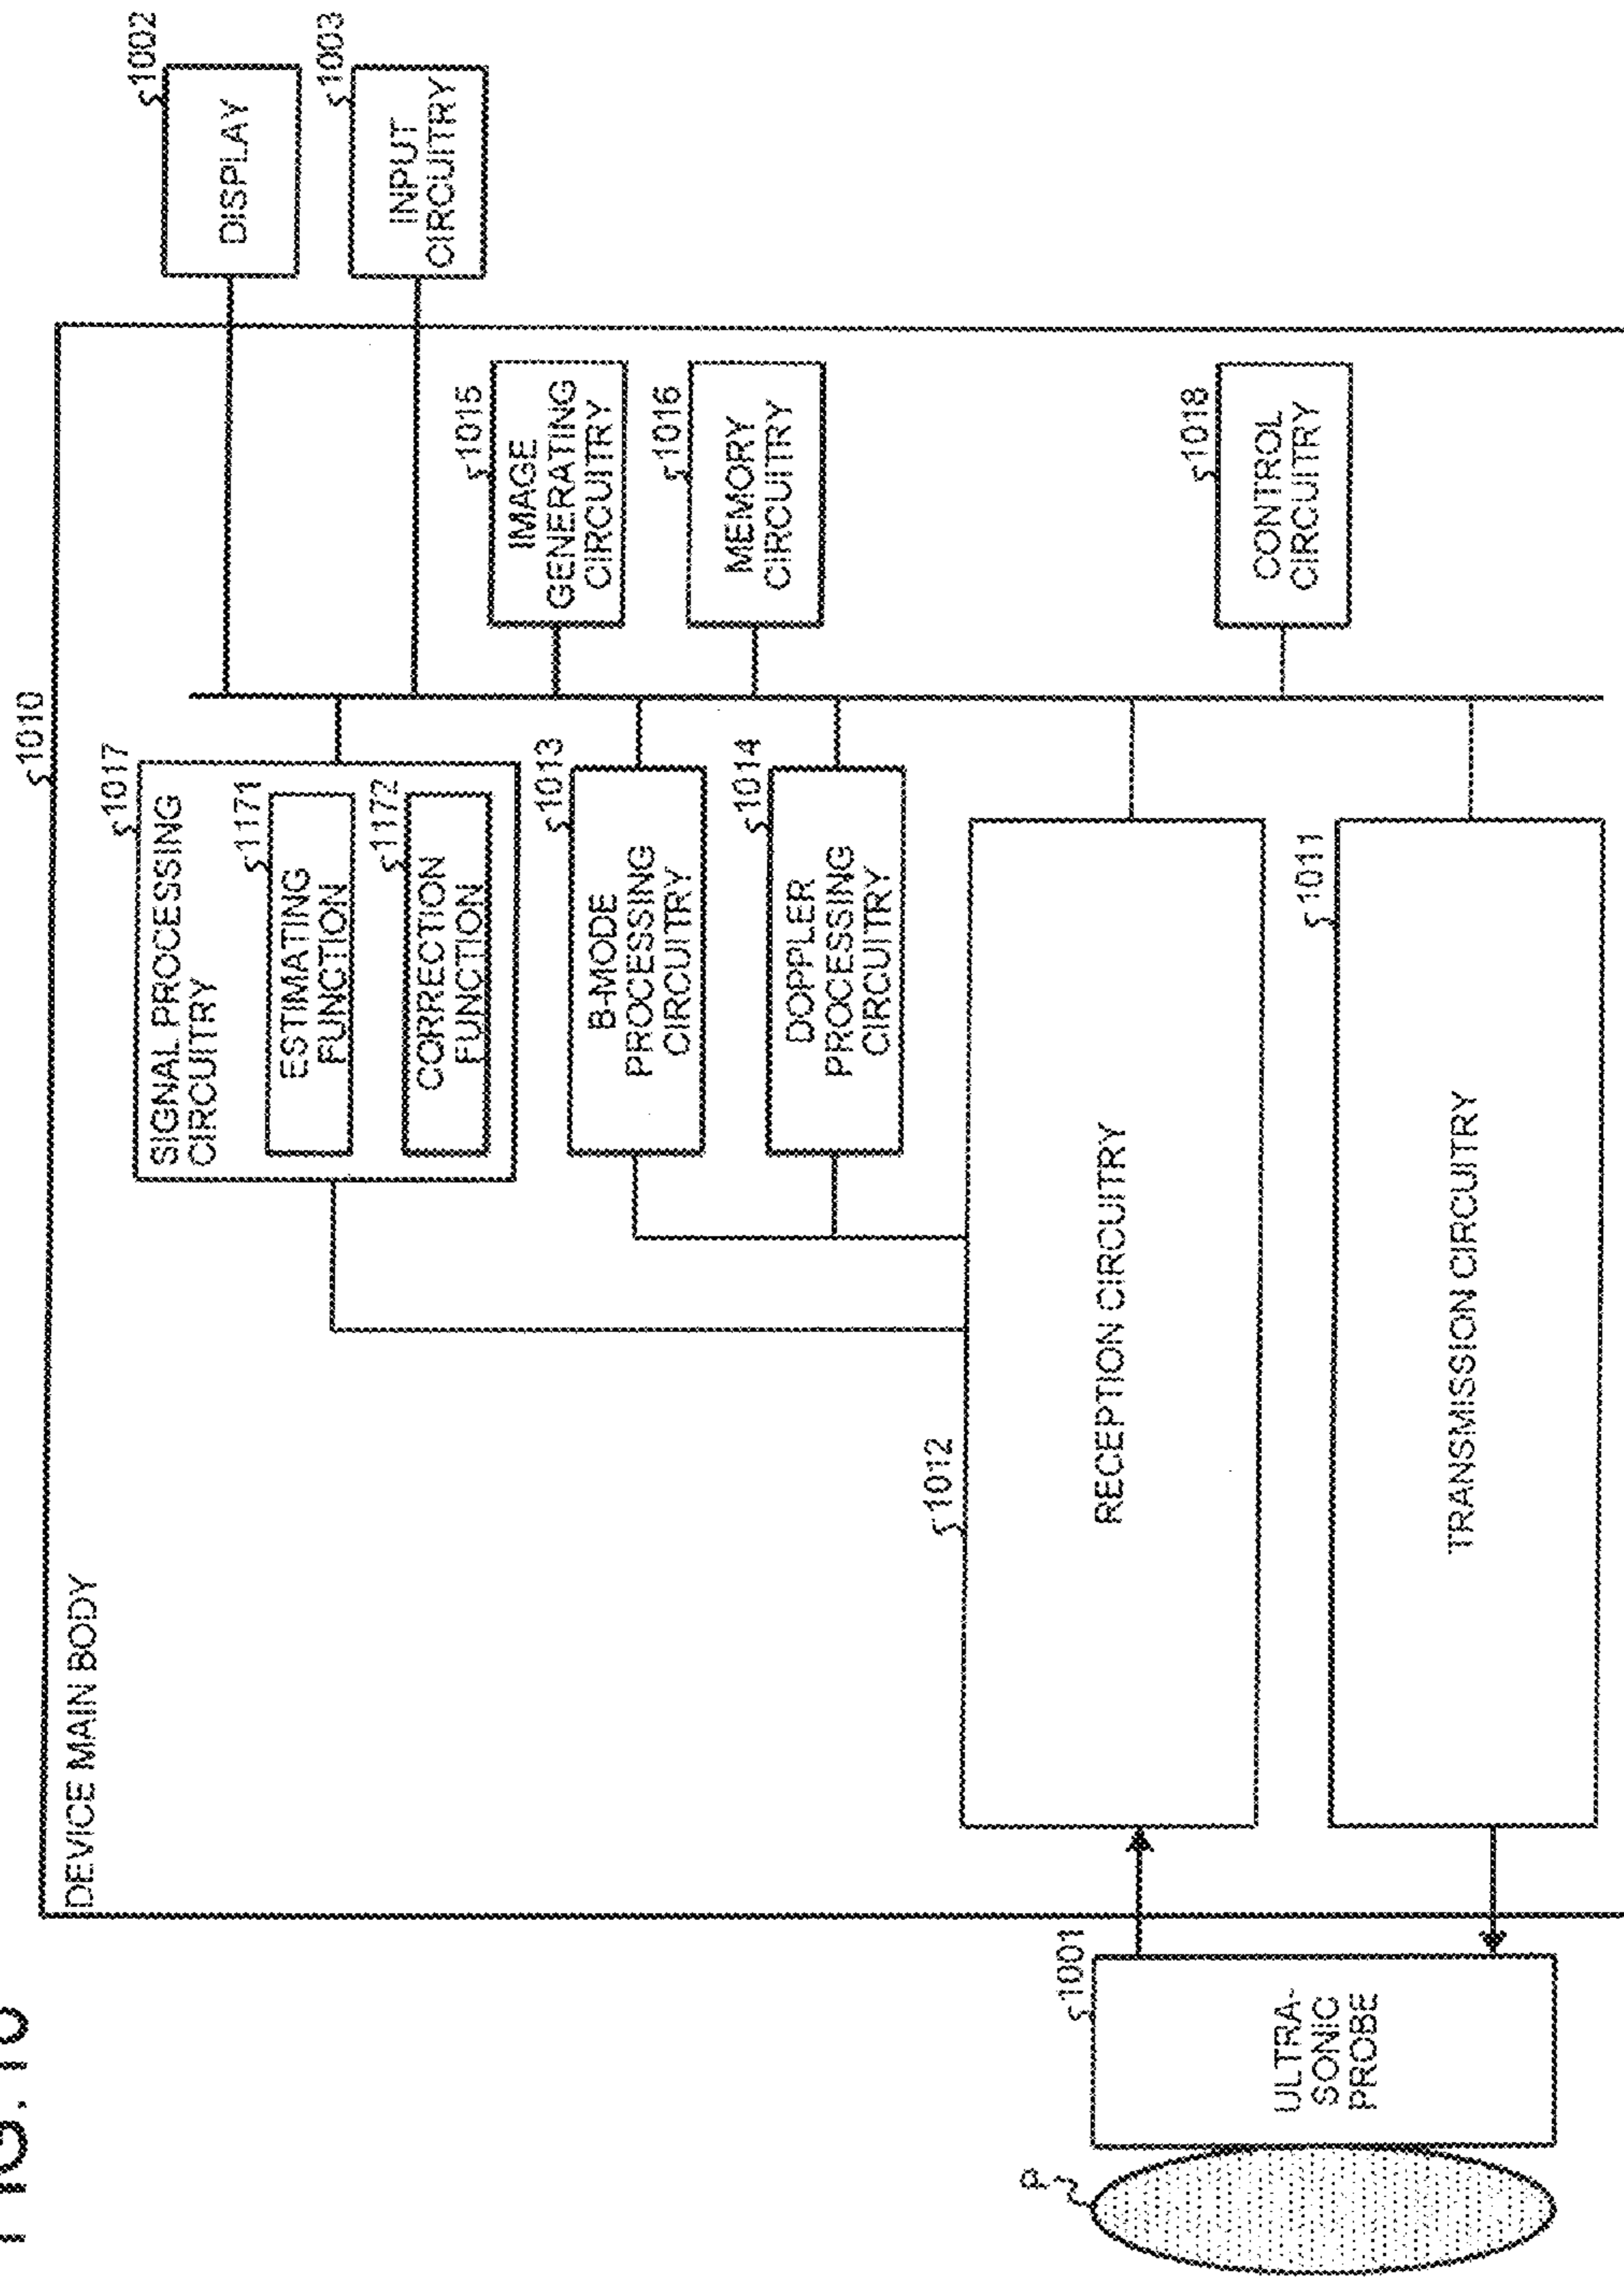 1010
DEVICE MAIN BODY
1017
SIGNAL PROCESSING
CIRCUITRY
1171
ESTIMATING
FUNCTION
1172
CORRECTION
FUNCTION
1002
DISPLAY
1003
INPUT
CIRCUITRY
1013
B-MODE
PROCESSING
CIRCUITRY
1015
IMAGE
GENERATING
CIRCUITRY
1014
DOPPLER
PROCESSING
CIRCUITRY
1016
MEMORY
CIRCUITRY
P
1001
ULTRA-
SONIC
PROBE
1012
RECEPTION CIRCUITRY
1018
CONTROL
CIRCUITRY
1011
TRANSMISSION CIRCUITRY